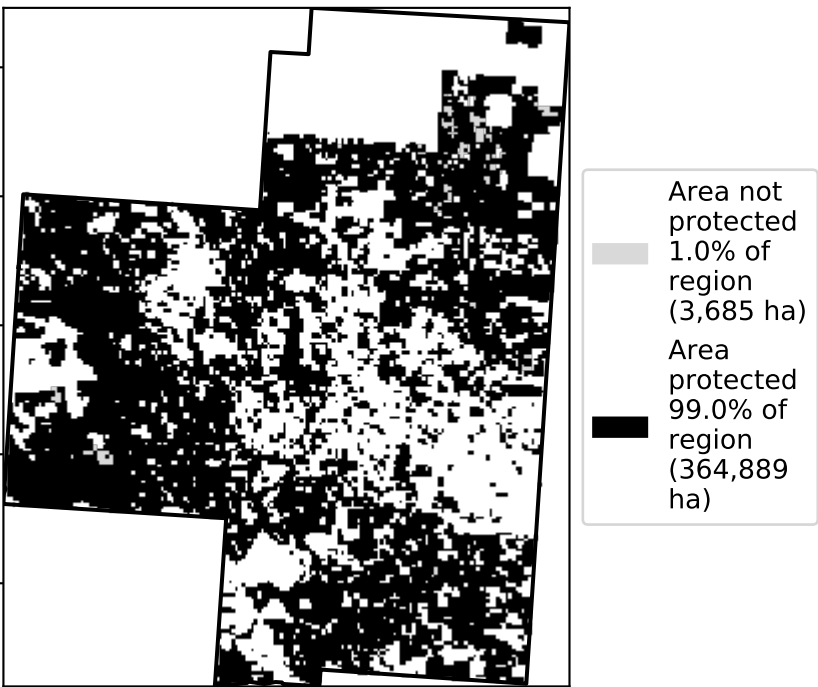 Area not
protected
1.0% of
region
(3,685 ha)
Area
protected
99.0% of
region
(364,889
ha)